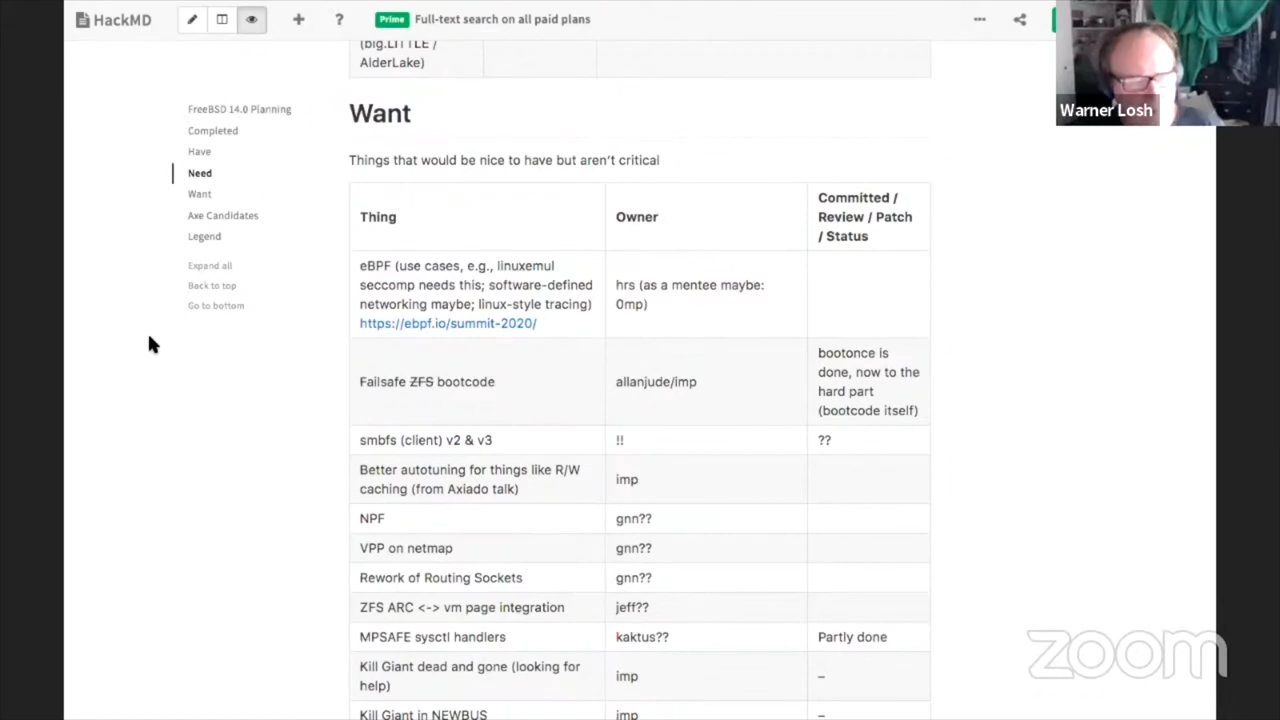 HackMD
+
?
Prime Full-text search on all paid plans
Warner Losh
FreeBSD 14.0 Planning
Completed
Have
Need
Want
Axe Candidates
Legend
Expand all
Back to top
Go to bottom
(big.LITTLE /
AlderLake)
Want
Things that would be nice to have but aren't critical
Thing
Owner
Committed /
Review / Patch
/ Status
eBPF (use cases, e.g., linuxemul
seccomp needs this; software-defined
networking maybe; linux-style tracing)
https://ebpf.io/summit-2020/
hrs (as a mentee maybe:
0mp)
Failsafe ZFS bootcode
allanjude/imp
bootonce is
done, now to the
hard part
(bootcode itself)
smbfs (client) v2 & v3
!!
??
Better autotuning for things like R/W
caching (from Axiado talk)
imp
NPF
gnn??
VPP on netmap
gnn??
Rework of Routing Sockets
gnn??
ZFS ARC <-> vm page integration
jeff??
MPSAFE sysctl handlers
kaktus??
Partly done
Kill Giant dead and gone (looking for
help)
imp
–
Kill Giant in NEWBUS
imp
–
zoom